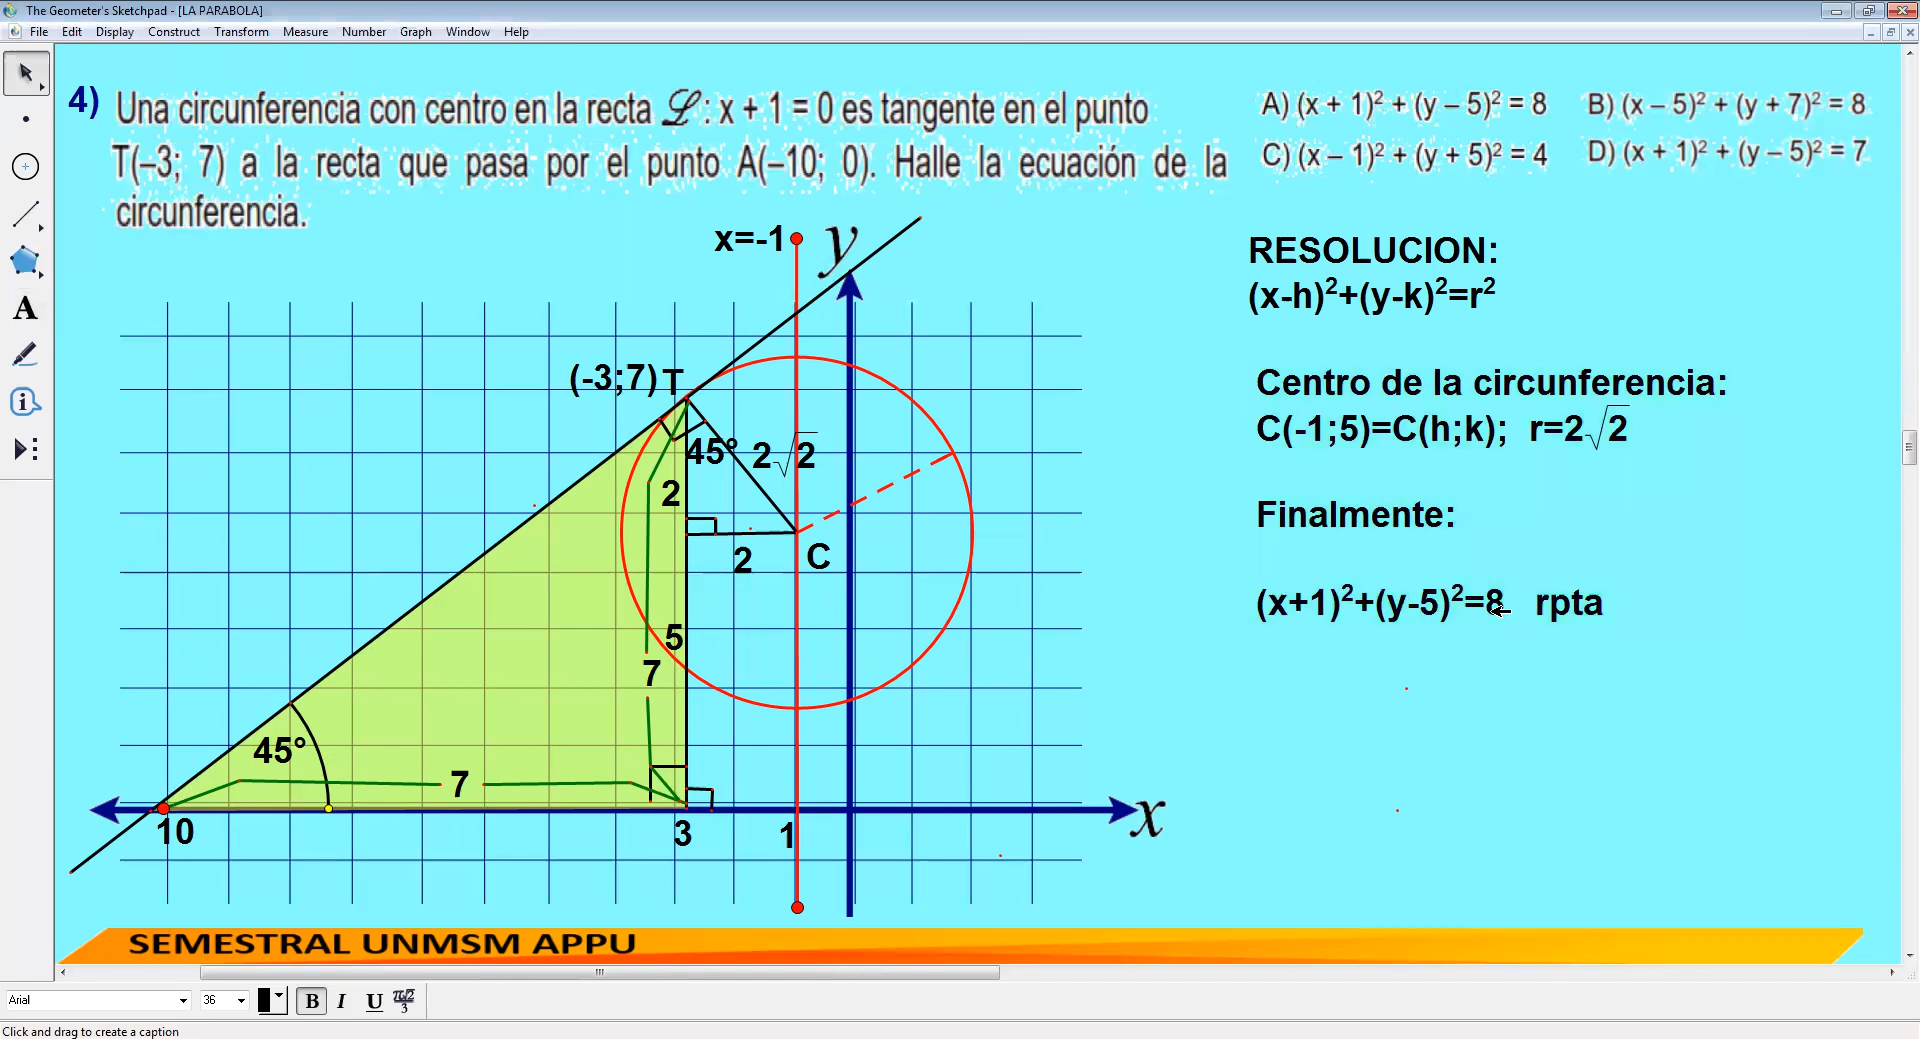 The Geometer's Sketchpad - [LA PARABOLA]
File Edit Display Construct Transform Measure Number Graph Window Help
4) Una circunferencia con centro en la recta ℒ : x + 1 = 0 es tangente en el punto
T(–3; 7) a la recta que pasa por el punto A(–10; 0). Halle la ecuación de la
circunferencia.
A) (x + 1)² + (y – 5)² = 8 B) (x – 5)² + (y + 7)² = 8
C) (x – 1)² + (y + 5)² = 4 D) (x + 1)² + (y – 5)² = 7
x=-1
y
(-3;7) T
45° 2√2
2
2
C
5
7
45°
7
10
3
1
x
RESOLUCION:
(x-h)²+(y-k)²=r²
Centro de la circunferencia:
C(-1;5)=C(h;k); r=2√2
Finalmente:
(x+1)²+(y-5)²=8 rpta
SEMESTRAL UNMSM APPU
Arial 36 B I U
Click and drag to create a caption